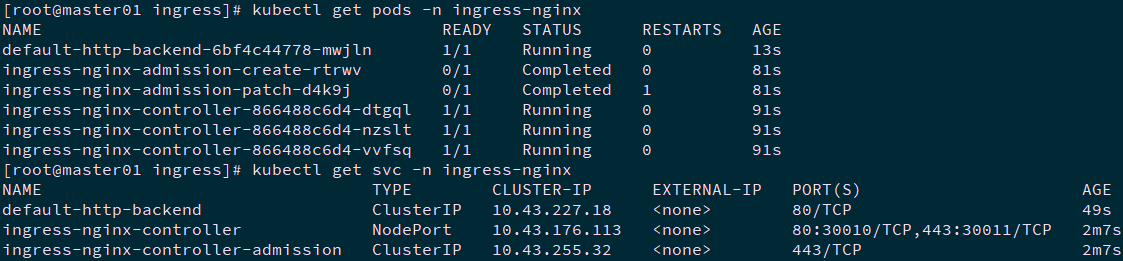 [root@master01 ingress]# kubectl get pods -n ingress-nginx
NAME READY STATUS RESTARTS AGE
default-http-backend-6bf4c44778-mwjln 1/1 Running 0 13s
ingress-nginx-admission-create-rtrwv 0/1 Completed 0 81s
ingress-nginx-admission-patch-d4k9j 0/1 Completed 1 81s
ingress-nginx-controller-866488c6d4-dtgql 1/1 Running 0 91s
ingress-nginx-controller-866488c6d4-nzslt 1/1 Running 0 91s
ingress-nginx-controller-866488c6d4-vvfsq 1/1 Running 0 91s
[root@master01 ingress]# kubectl get svc -n ingress-nginx
NAME TYPE CLUSTER-IP EXTERNAL-IP PORT(S) AGE
default-http-backend ClusterIP 10.43.227.18 <none> 80/TCP 49s
ingress-nginx-controller NodePort 10.43.176.113 <none> 80:30010/TCP,443:30011/TCP 2m7s
ingress-nginx-controller-admission ClusterIP 10.43.255.32 <none> 443/TCP 2m7s